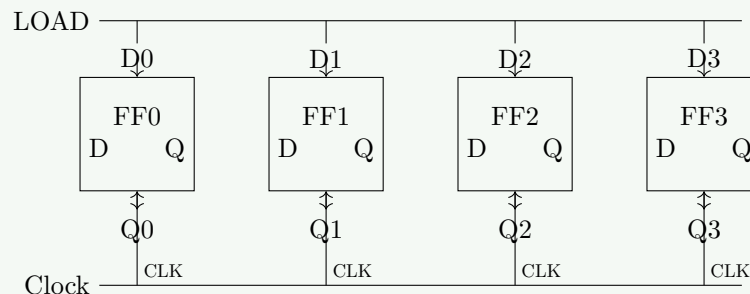 LOAD
D0 D1 D2 D3
FF0 FF1 FF2 FF3
D Q D Q D Q D Q
Q0 Q1 Q2 Q3
CLK CLK CLK CLK
Clock